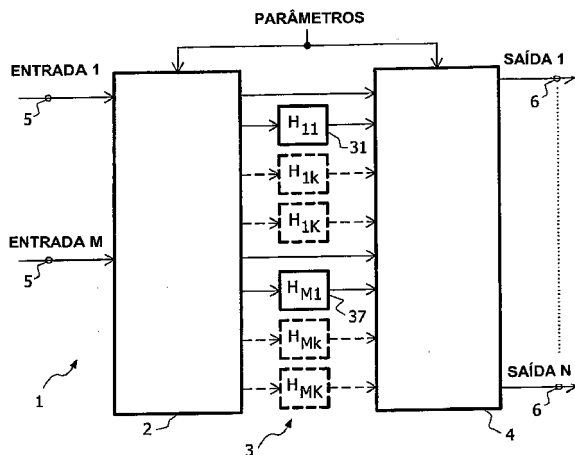 PARÂMETROS
ENTRADA 1
SAÍDA 1
5
6
H11
31
H1k
H1K
ENTRADA M
5
HM1
37
HMk
SAÍDA N
HMK
6
1
2
3
4